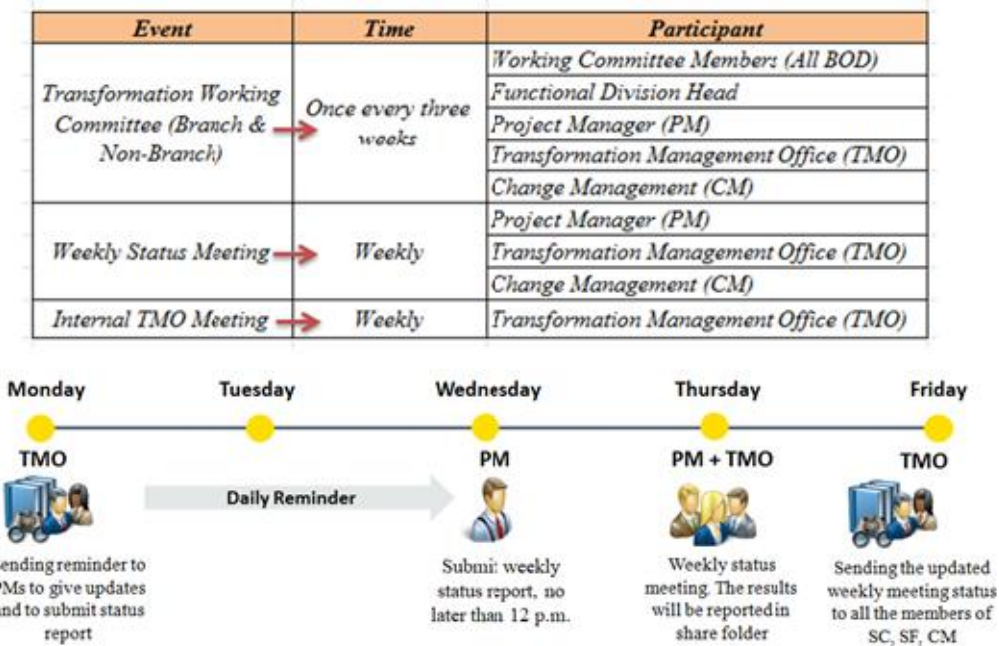 Event Time Participant
Transformation Working Committee (Branch & Non-Branch)
Once every three weeks
Working Committee Members (All BOD)
Functional Division Head
Project Manager (PM)
Transformation Management Office (TMO)
Change Management (CM)
Weekly Status Meeting
Weekly
Project Manager (PM)
Transformation Management Office (TMO)
Change Management (CM)
Internal TMO Meeting
Weekly
Transformation Management Office (TMO)
Monday Tuesday Wednesday Thursday Friday
TMO
Daily Reminder
PM
PM + TMO
TMO
ending reminder to
PMs to give updates
and to submit status
report
Submi: weekly
status report, no
later than 12 p.m.
Weekly status
meeting. The results
will be reported in
share folder
Sending the updated
weekly meeting status
to all the members of
SC, SF, CM